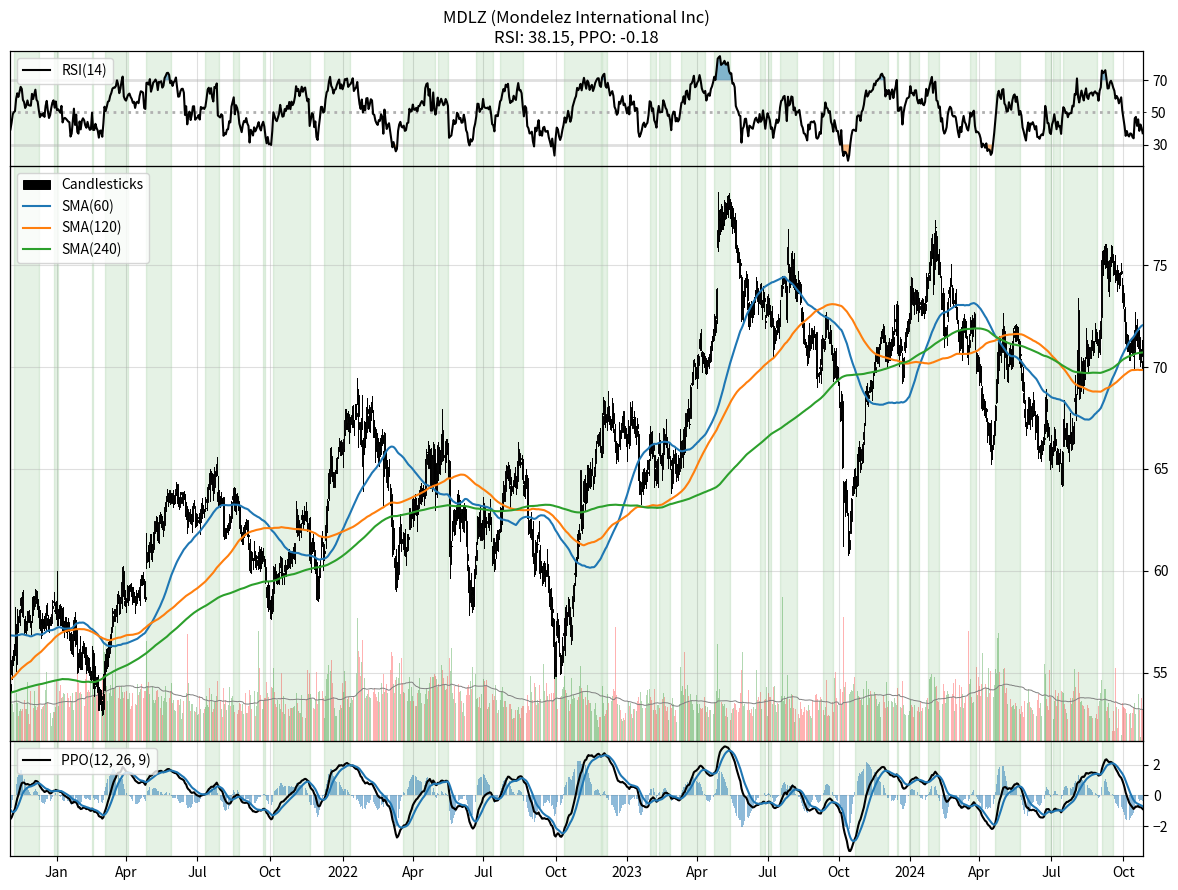 MDLZ (Mondelez International Inc)
RSI: 38.15, PPO: -0.18
RSI(14)
70
50
30
Candlesticks
SMA(60)
SMA(120)
SMA(240)
75
70
65
60
55
PPO(12, 26, 9)
2
0
−2
Jan Apr Jul Oct 2022 Apr Jul Oct 2023 Apr Jul Oct 2024 Apr Jul Oct